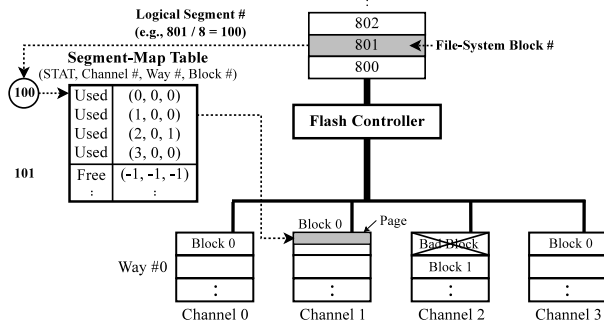 Logical Segment #
(e.g., 801 / 8 = 100)
:
802
801
800
File-System Block #
Segment-Map Table
(STAT, Channel #, Way #, Block #)
100
Used (0, 0, 0)
Used (1, 0, 0)
Used (2, 0, 1)
Used (3, 0, 0)
101 Free (-1, -1, -1)
: :
Flash Controller
Block 0 Page
Way #0
Block 0
Bad Block
Block 0
Block 1
: : : :
Channel 0 Channel 1 Channel 2 Channel 3